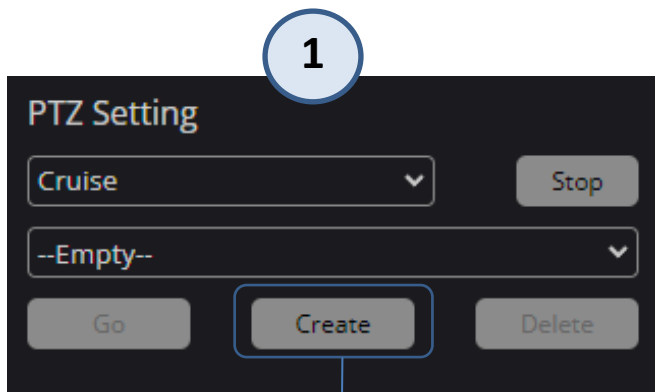 1
PTZ Setting
Cruise Stop
--Empty--
Go Create Delete